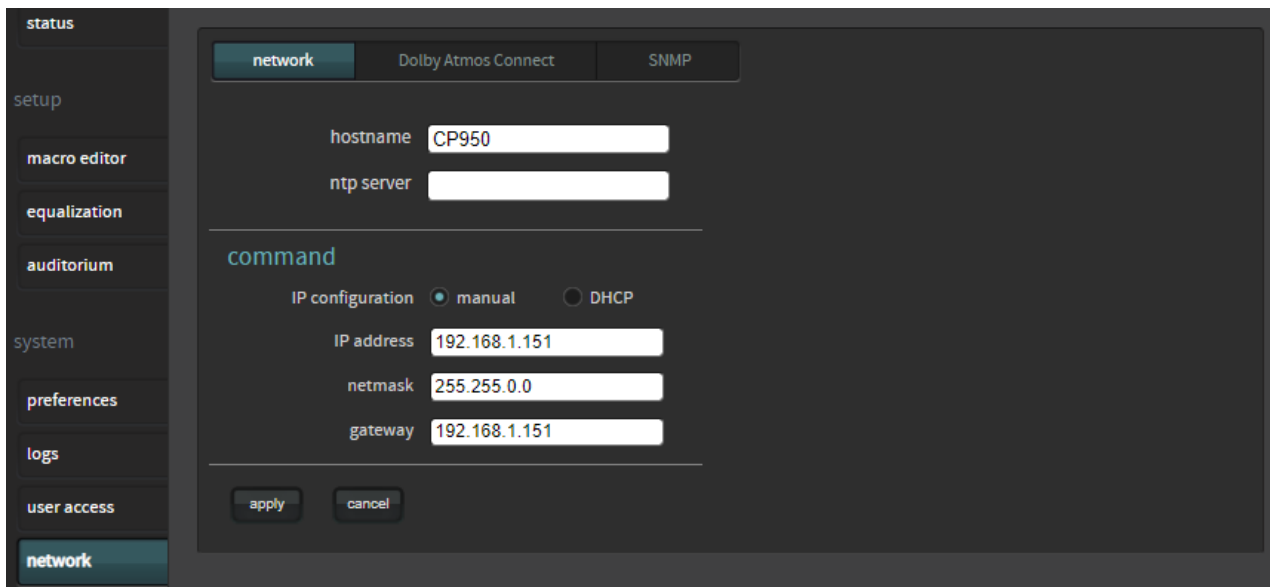 status
setup
macro editor
equalization
auditorium
system
preferences
logs
user access
network
network Dolby Atmos Connect SNMP
hostname CP950
ntp server
command
IP configuration manual DHCP
IP address 192.168.1.151
netmask 255.255.0.0
gateway 192.168.1.151
apply cancel